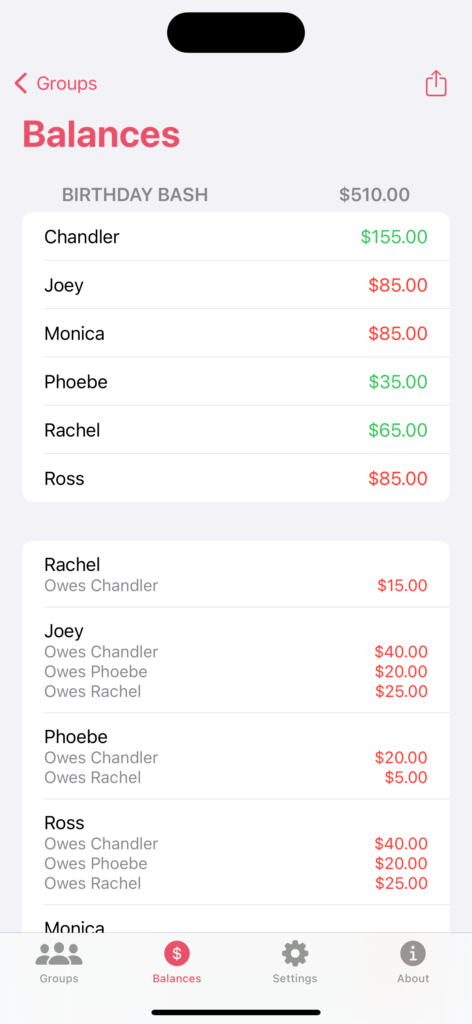 Groups
Balances
BIRTHDAY BASH $510.00
Chandler $155.00
Joey $85.00
Monica $85.00
Phoebe $35.00
Rachel $65.00
Ross $85.00
Rachel
Owes Chandler $15.00
Joey
Owes Chandler $40.00
Owes Phoebe $20.00
Owes Rachel $25.00
Phoebe
Owes Chandler $20.00
Owes Rachel $5.00
Ross
Owes Chandler $40.00
Owes Phoebe $20.00
Owes Rachel $25.00
Monica
$
Groups Balances Settings About